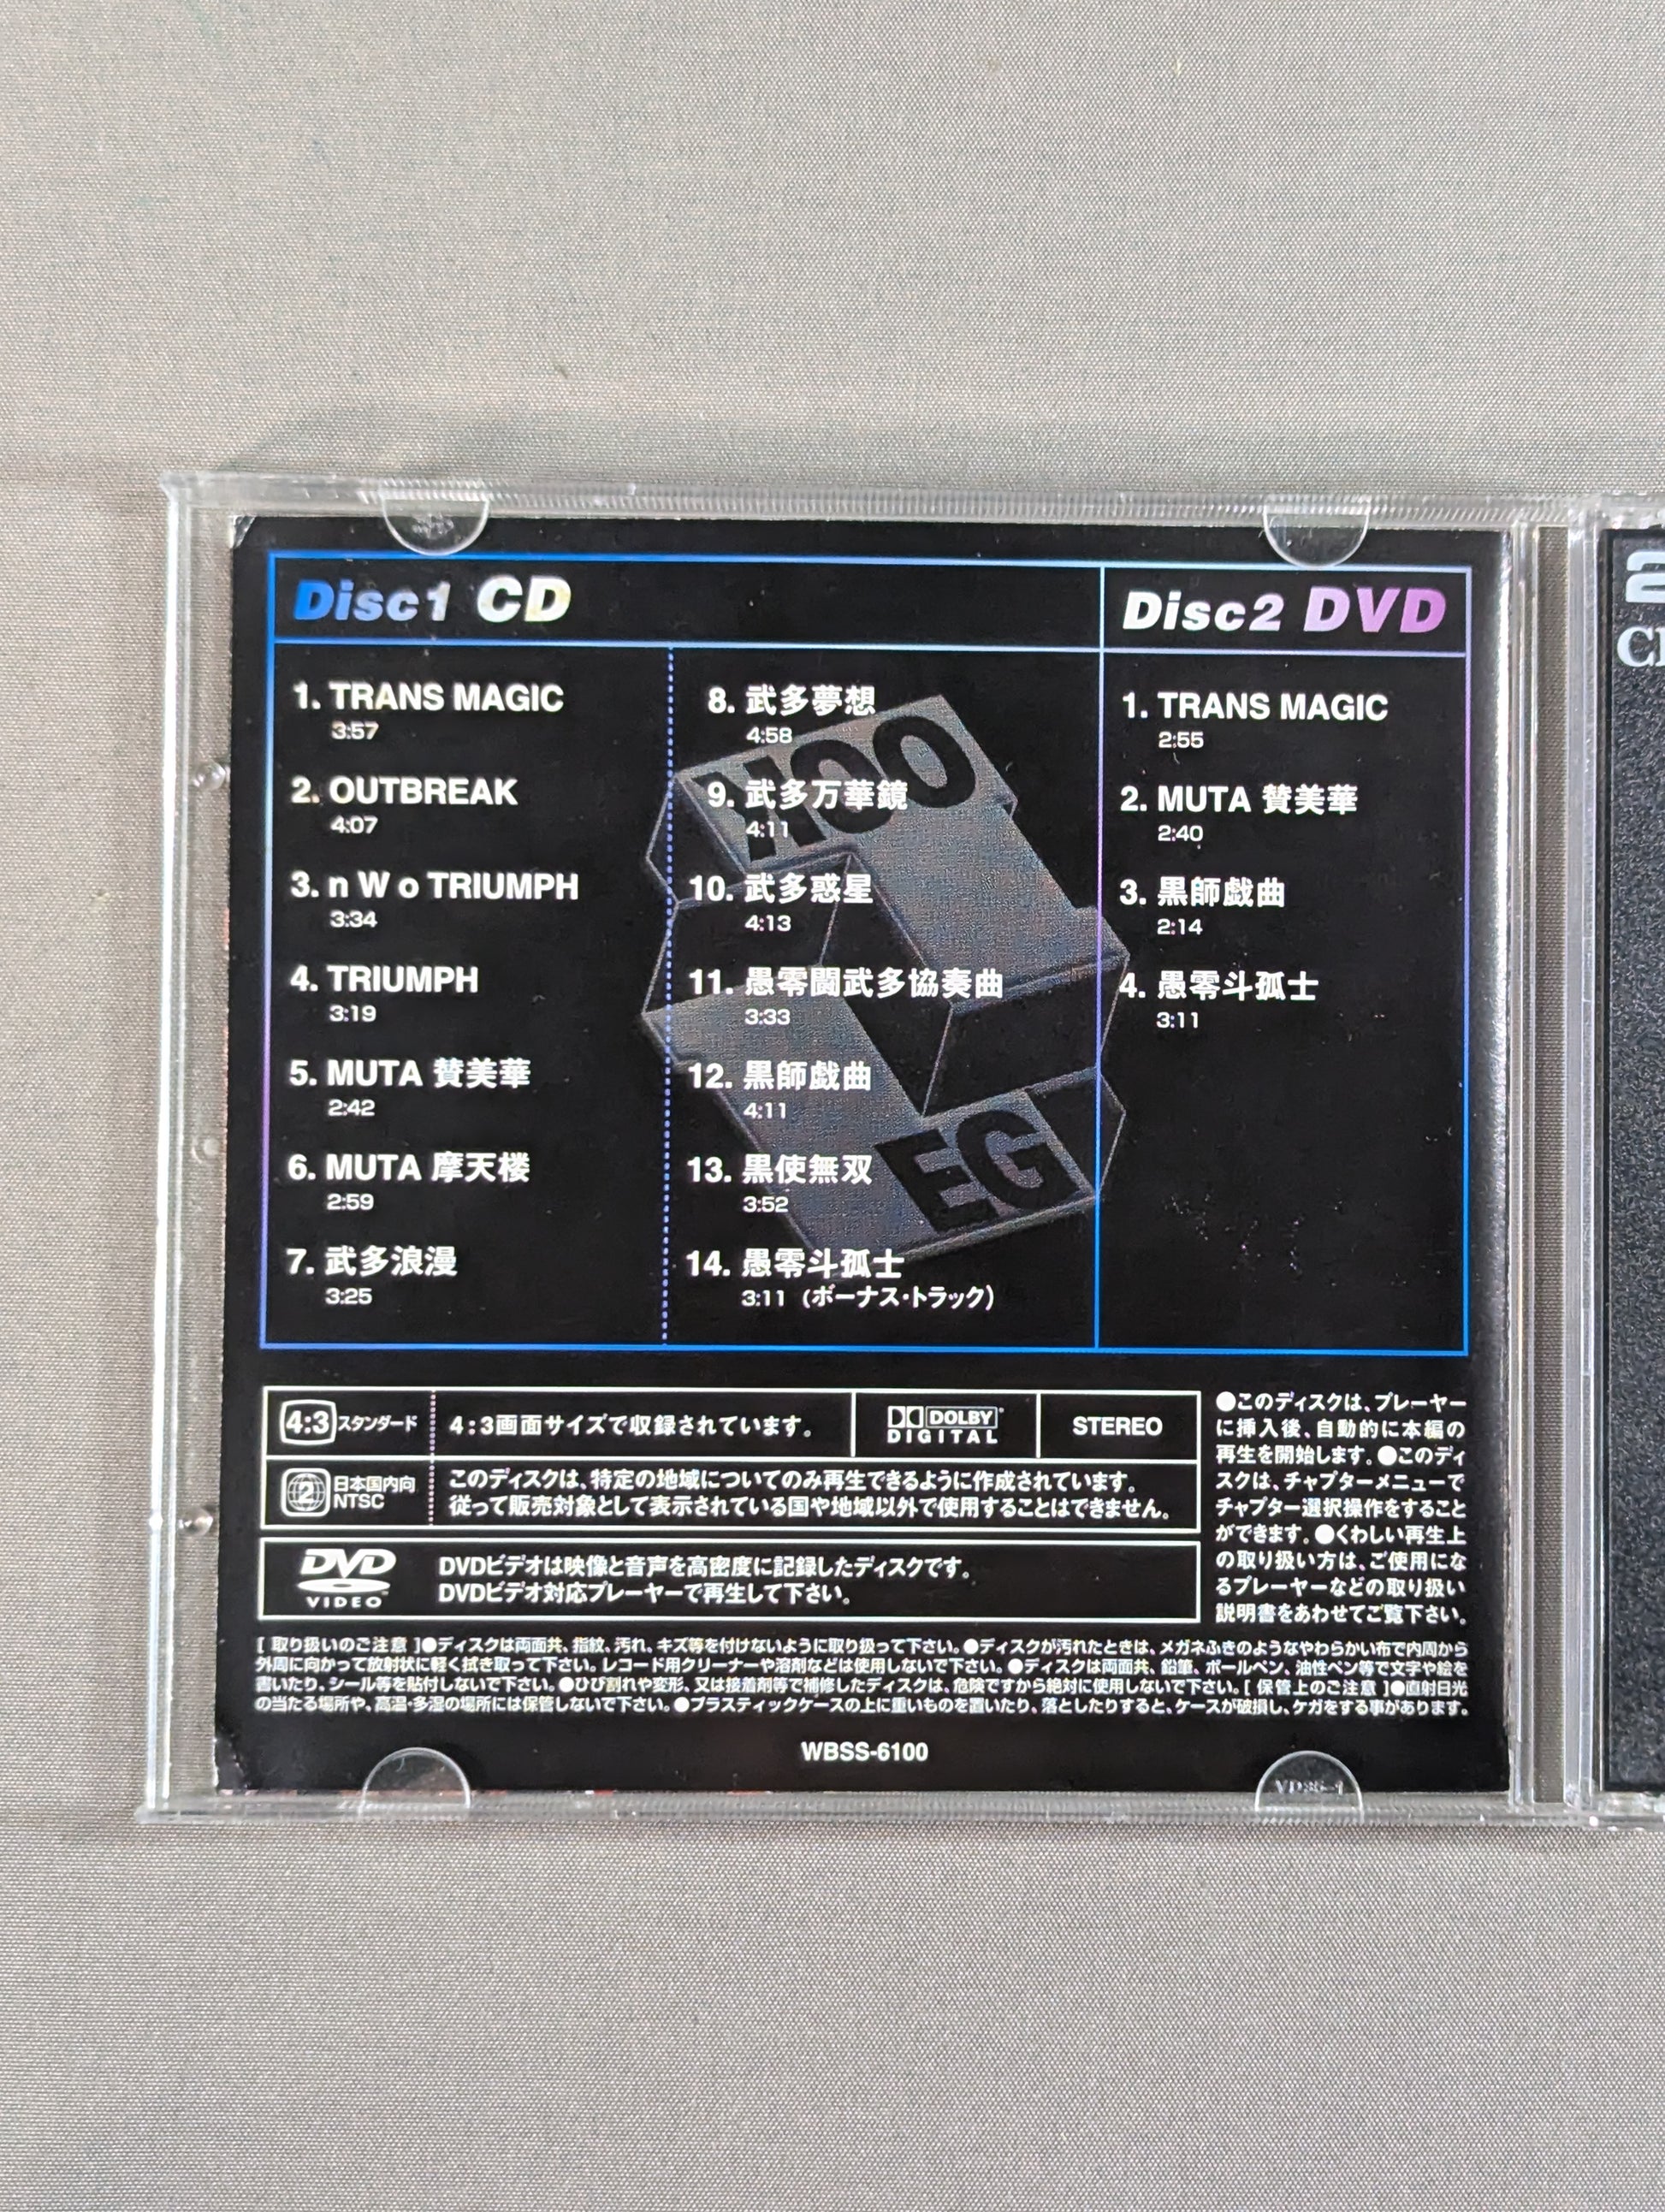 Disc1 CD
1. TRANS MAGIC
3:57
2. OUTBREAK
4:07
3. n W o TRIUMPH
3:34
4. TRIUMPH
3:19
5. MUTA 賛美華
2:42
6. MUTA 摩天楼
2:59
7. 武多浪漫
3:25
8. 武多夢想
4:58
9. 武多万華鏡
4:11
10. 武多惑星
4:13
11. 愚零闘武多協奏曲
3:33
12. 黒師戯曲
4:11
13. 黒使無双
3:52
14. 愚零斗孤士
3:11 (ボーナス・トラック)
Disc2 DVD
1. TRANS MAGIC
2:55
2. MUTA 賛美華
2:40
3. 黒師戯曲
2:14
4. 愚零斗孤士
3:11
EG
4:3 スタンダード
4:3画面サイズで収録されています。
DOLBY
DIGITAL
STEREO
2 日本国内向
NTSC
このディスクは、特定の地域についてのみ再生できるように作成されています。
従って販売対象として表示されている国や地域以外で使用することはできません。
DVD
VIDEO
DVDビデオは映像と音声を高密度に記録したディスクです。
DVDビデオ対応プレーヤーで再生して下さい。
●このディスクは、プレーヤー
に挿入後、自動的に本編の
再生を開始します。●このディ
スクは、チャプターメニューで
チャプター選択操作をすること
ができます。●くわしい再生上
の取り扱い方は、ご使用にな
るプレーヤーなどの取り扱い
説明書をあわせてご覧下さい。
[ 取り扱いのご注意 ]●ディスクは両面共、指紋、汚れ、キズ等を付けないように取り扱って下さい。●ディスクが汚れたときは、メガネふきのようなやわらかい布で内周から
外周に向かって放射状に軽く拭き取って下さい。レコード用クリーナーや溶剤などは使用しないで下さい。●ディスクは両面共、鉛筆、ボールペン、油性ペン等で文字や絵を
書いたり、シール等を貼付しないで下さい。●ひび割れや変形、又は接着剤等で補修したディスクは、危険ですから絶対に使用しないで下さい。[ 保管上のご注意 ]●直射日光
の当たる場所や、高温・多湿の場所には保管しないで下さい。●プラスティックケースの上に重いものを置いたり、落としたりすると、ケースが破損し、ケガをする事があります。
WBSS-6100